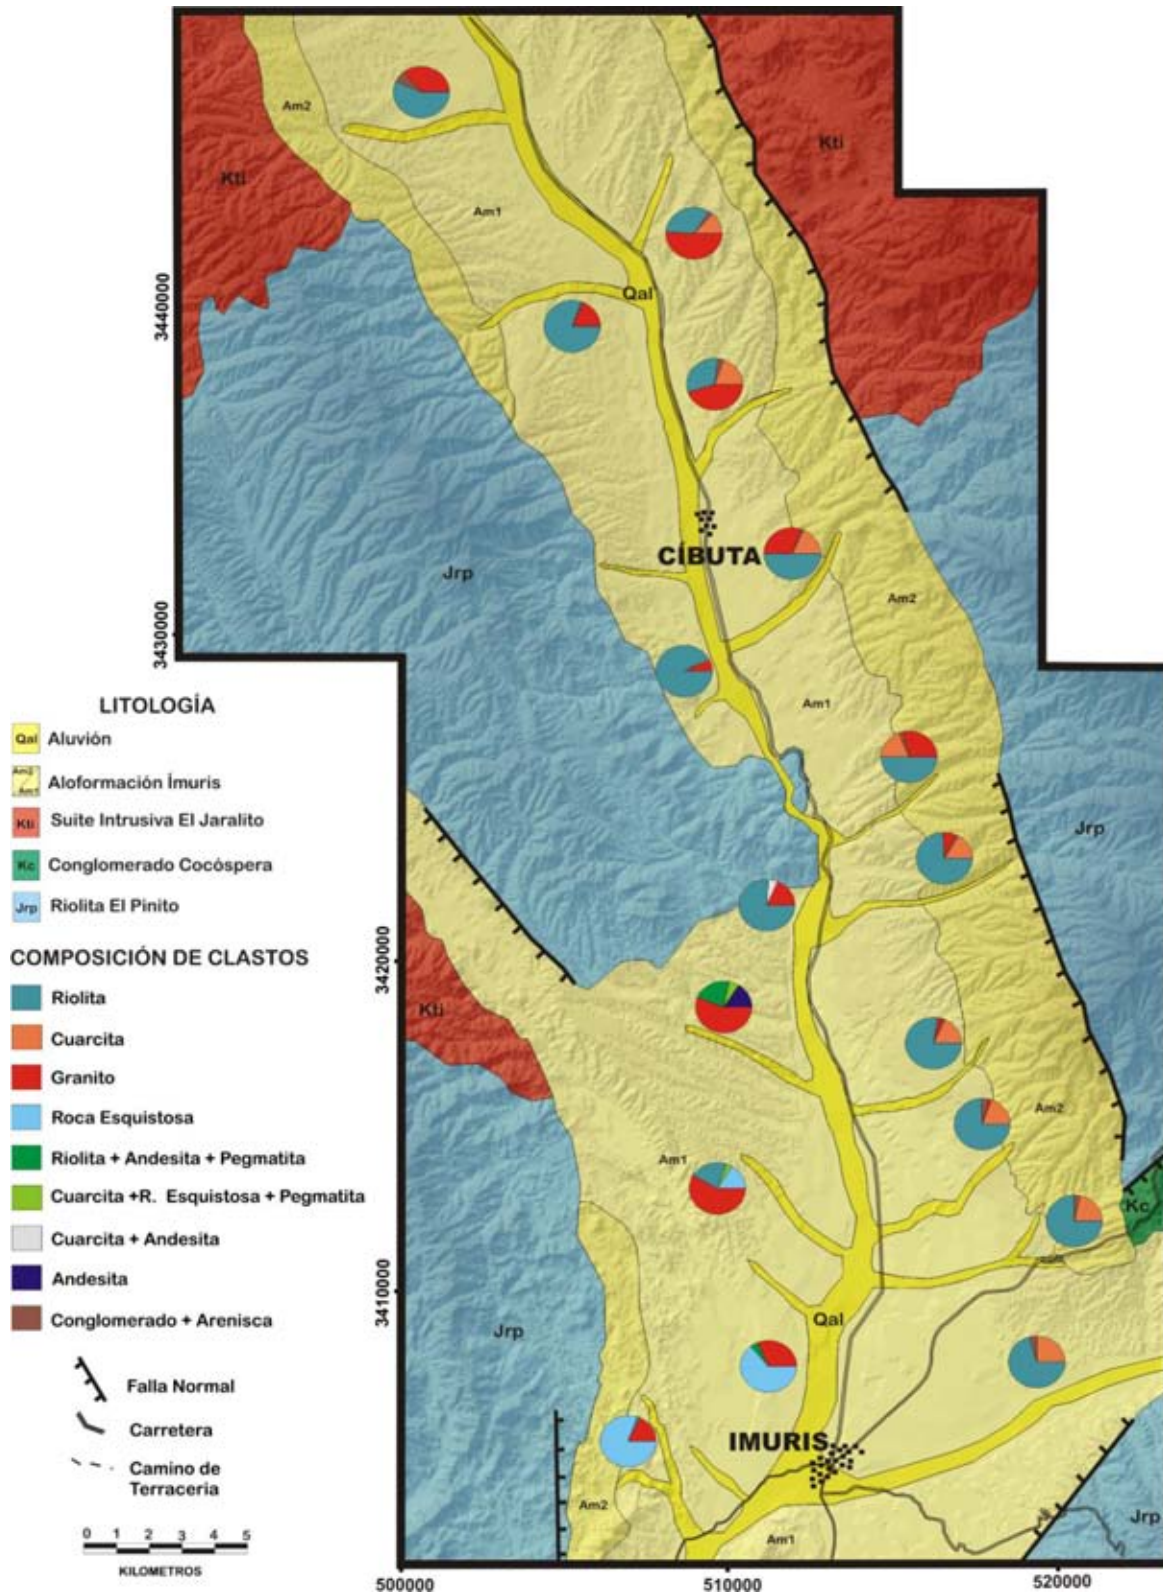 Am2
Kti
Kti
Am1
3440000
Qal
CÍBUTA
Jrp
Am2
3430000
Am1
LITOLOGÍA
Qal Aluvión
Am2 Am1 Aloformación Ímuris
Kti Suite Intrusiva El Jaralito
Kc Conglomerado Cocóspera
Jrp Riolita El Pinito
Jrp
3420000
Kti
COMPOSICIÓN DE CLASTOS
Riolita
Cuarcita
Granito
Roca Esquistosa
Riolita + Andesita + Pegmatita
Cuarcita +R. Esquistosa + Pegmatita
Cuarcita + Andesita
Andesita
Conglomerado + Arenisca
Am2
Am1
Kc
3410000
Jrp
Qal
Falla Normal
Carretera
Camino de
Terraceria
IMURIS
Am2
Am1
Jrp
0 1 2 3 4 5
KILOMETROS
500000
510000
520000